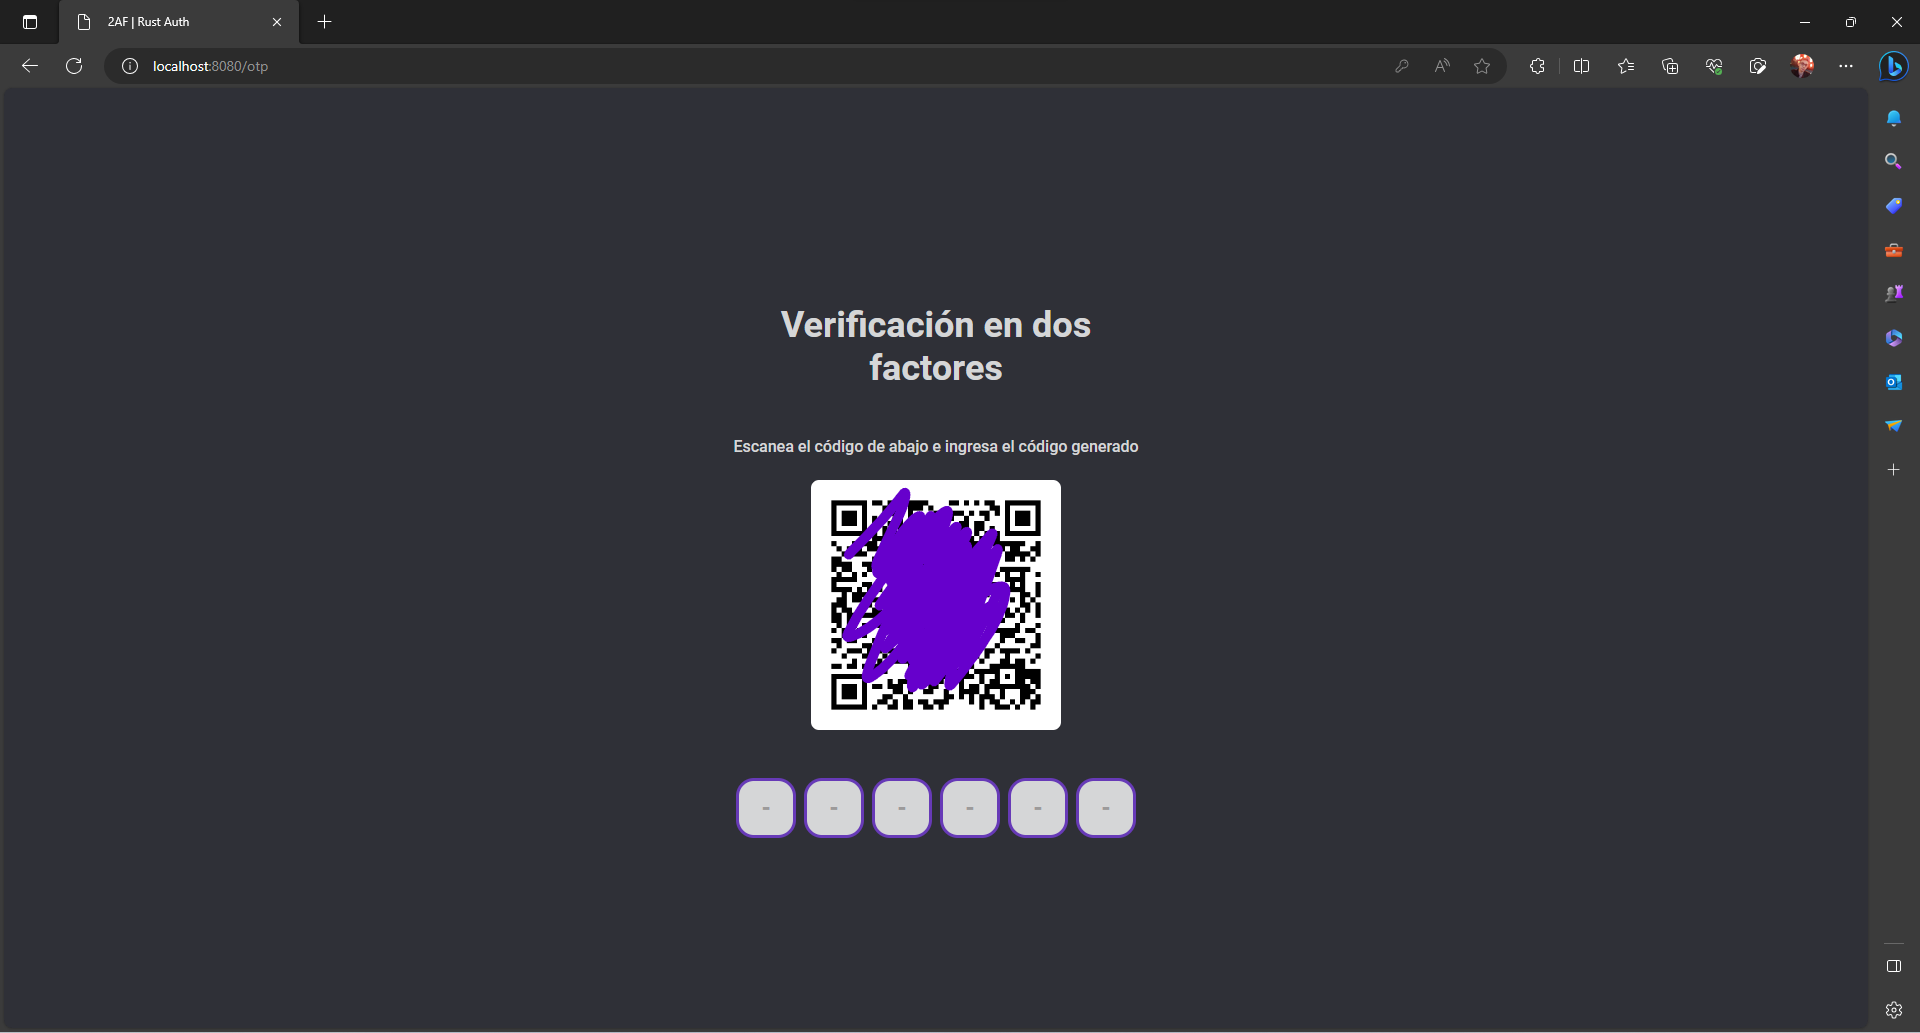 2AF | Rust Auth
localhost:8080/otp
Verificación en dos
factores
Escanea el código de abajo e ingresa el código generado
- - - - - -